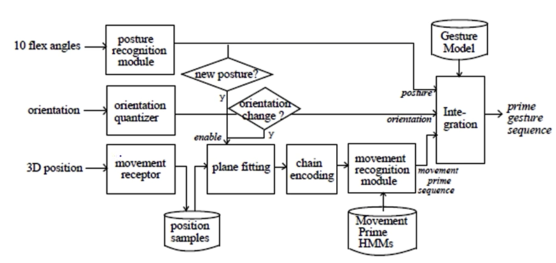 Gesture
Model
10 flex angles
posture
recognition
module
new posture?
y
posture
orientation
orientation
quantizer
orientation
change ?
y
orientation
Inte-
gration
prime
gesture
sequence
enable
3D position
movement
receptor
plane fitting
chain
encoding
movement
recognition
module
movement
prime
sequence
position
samples
Movement
Prime
HMMs